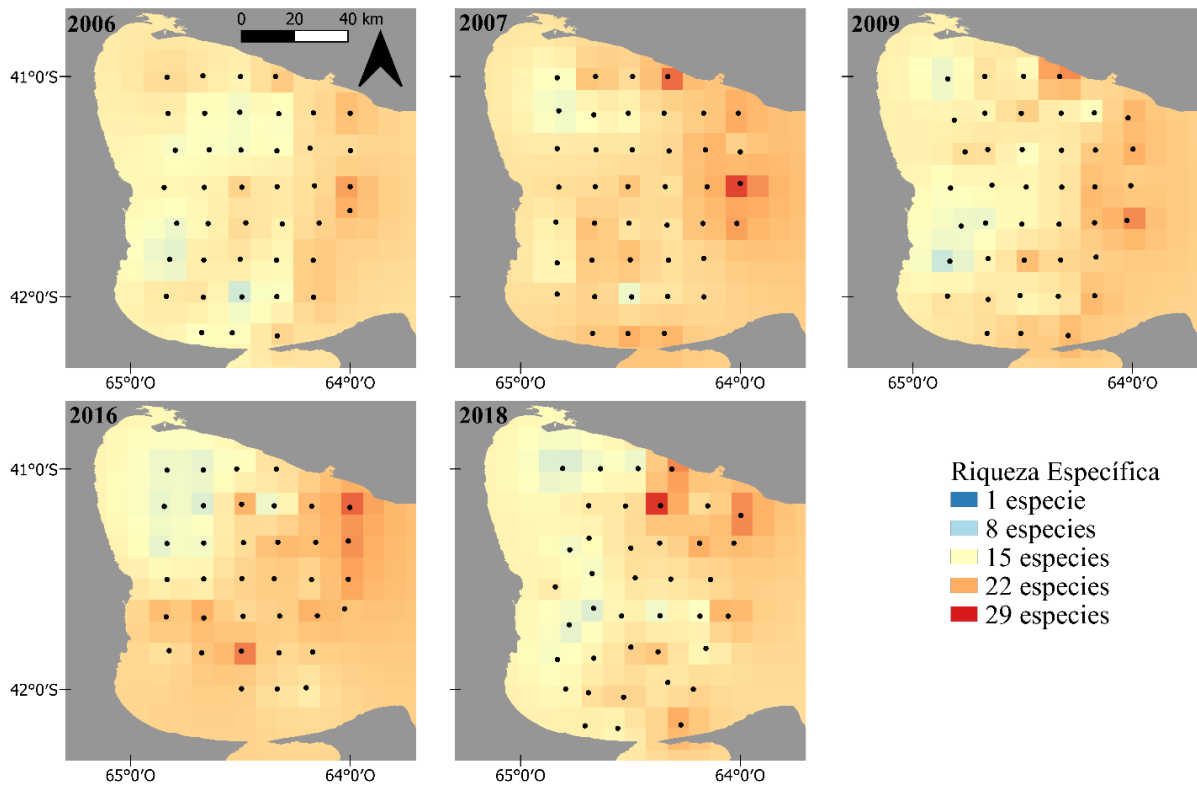 2006
0 20 40 km
2007
2009
41°0'S
42°0'S
65°0'O 64°0'O
65°0'O 64°0'O
65°0'O 64°0'O
2016
2018
41°0'S
42°0'S
65°0'O 64°0'O
65°0'O 64°0'O
Riqueza Específica
1 especie
8 especies
15 especies
22 especies
29 especies